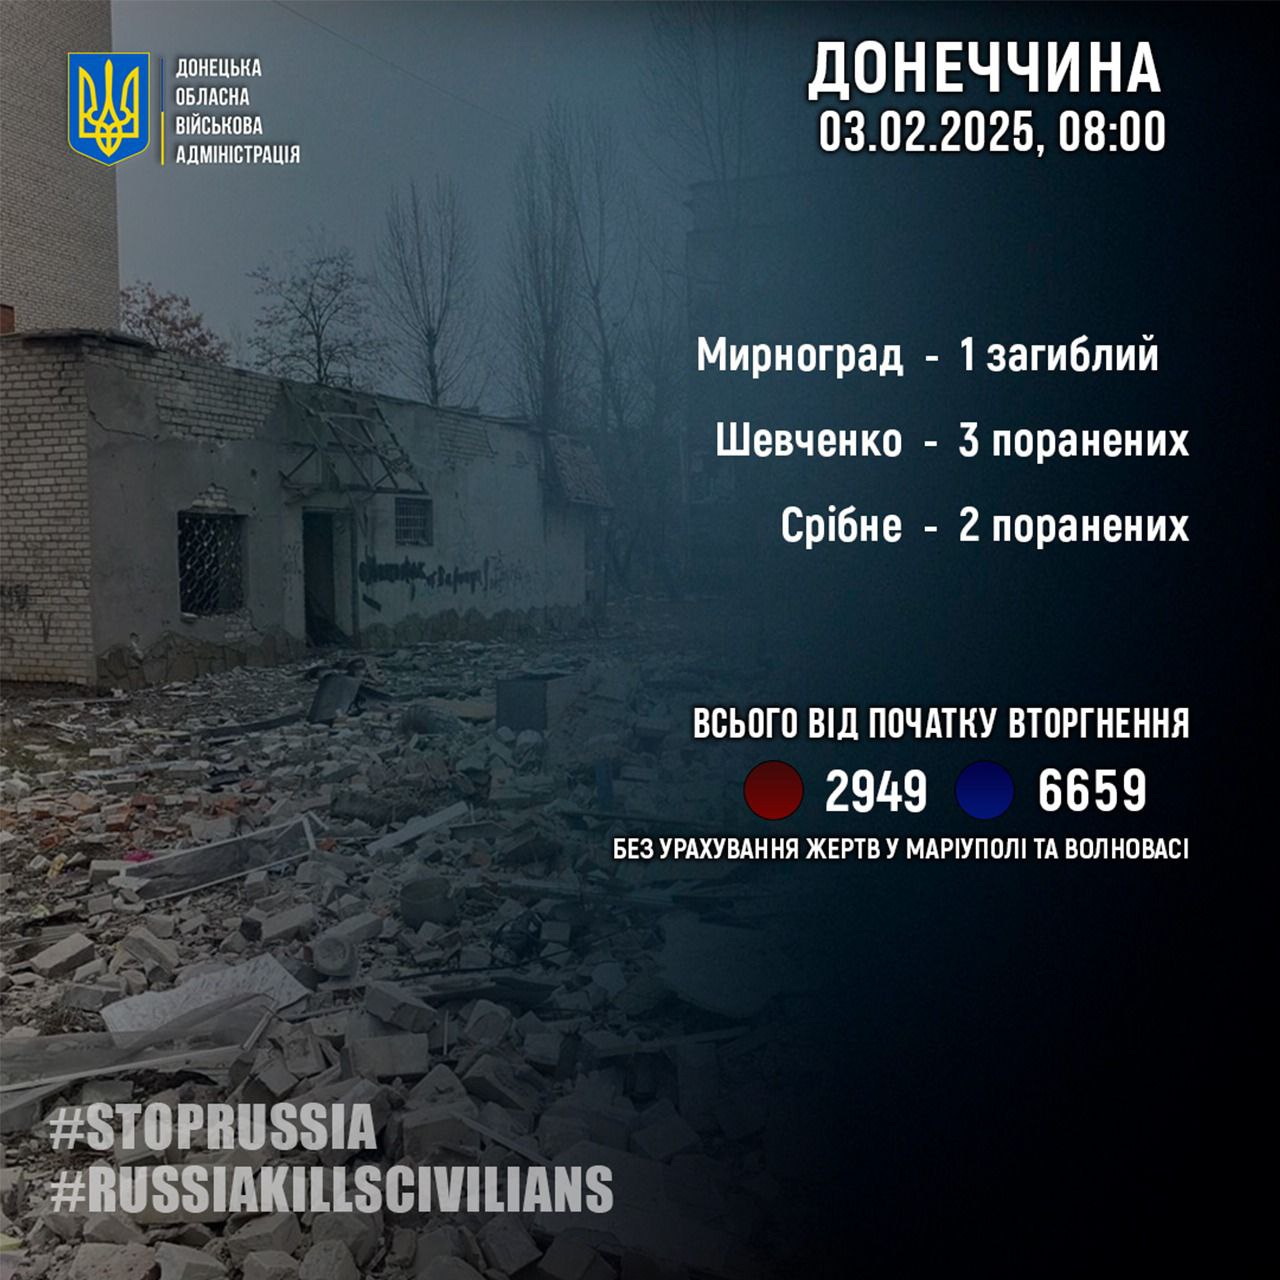 ДОНЕЦЬКА
ОБЛАСНА
ВІЙСЬКОВА
АДМІНІСТРАЦІЯ
ДОНЕЧЧИНА
03.02.2025, 08:00
Мирноград - 1 загиблий
Шевченко - 3 поранених
Срібне - 2 поранених
ВСЬОГО ВІД ПОЧАТКУ ВТОРГНЕННЯ
2949 6659
БЕЗ УРАХУВАННЯ ЖЕРТВ У МАРІУПОЛІ ТА ВОЛНОВАСІ
#STOPRUSSIA
#RUSSIAKILLSCIVILIANS